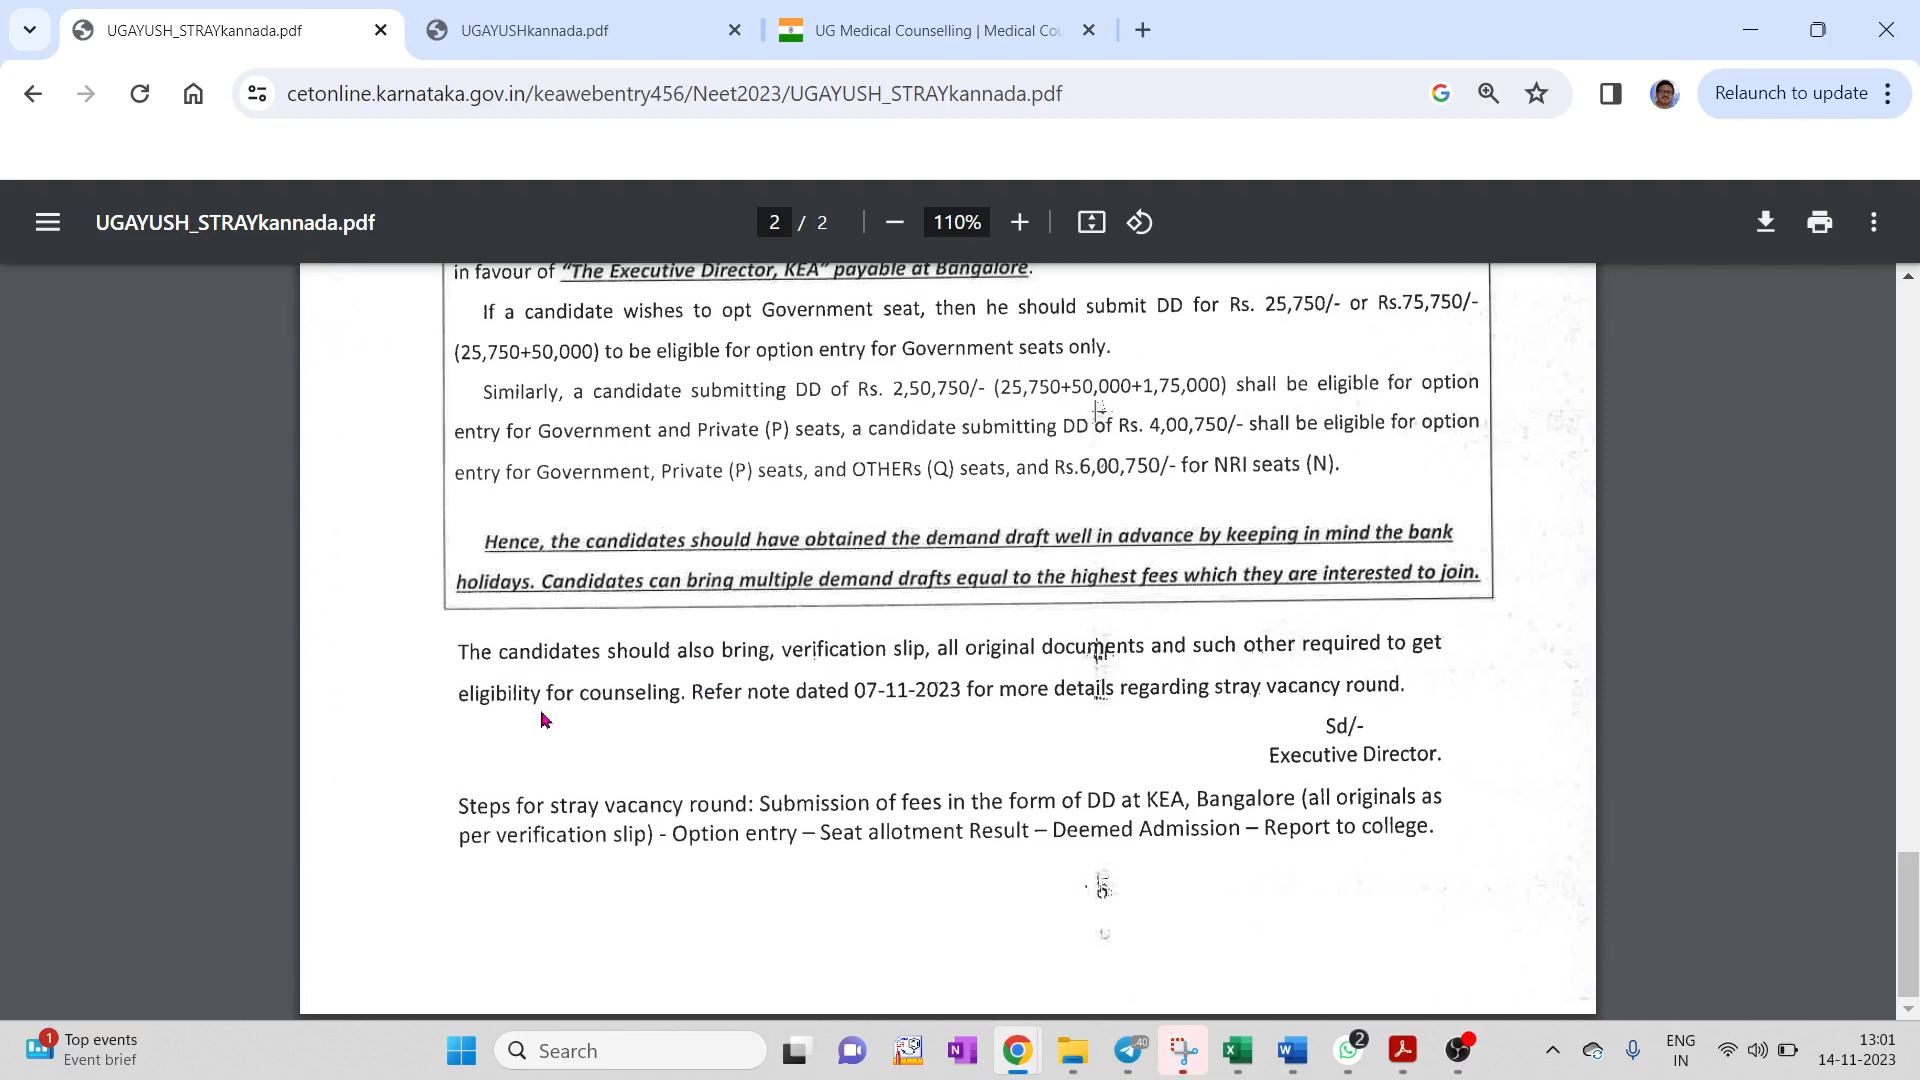 UGAYUSH_STRAYkannada.pdf
UGAYUSHkannada.pdf
UG Medical Counselling | Medical Cou
cetonline.karnataka.gov.in/keawebentry456/Neet2023/UGAYUSH_STRAYkannada.pdf
Relaunch to update
UGAYUSH_STRAYkannada.pdf
2 / 2
110%
in favour of "The Executive Director, KEA" payable at Bangalore.
If a candidate wishes to opt Government seat, then he should submit DD for Rs. 25,750/- or Rs.75,750/-
(25,750+50,000) to be eligible for option entry for Government seats only.
Similarly, a candidate submitting DD of Rs. 2,50,750/- (25,750+50,000+1,75,000) shall be eligible for option
entry for Government and Private (P) seats, a candidate submitting DD of Rs. 4,00,750/- shall be eligible for option
entry for Government, Private (P) seats, and OTHERs (Q) seats, and Rs.6,00,750/- for NRI seats (N).
Hence, the candidates should have obtained the demand draft well in advance by keeping in mind the bank
holidays. Candidates can bring multiple demand drafts equal to the highest fees which they are interested to join.
The candidates should also bring, verification slip, all original documents and such other required to get
eligibility for counseling. Refer note dated 07-11-2023 for more details regarding stray vacancy round.
Sd/-
Executive Director.
Steps for stray vacancy round: Submission of fees in the form of DD at KEA, Bangalore (all originals as
per verification slip) - Option entry – Seat allotment Result – Deemed Admission – Report to college.
1
Top events
Event brief
Search
40
2
ENG
IN
13:01
14-11-2023